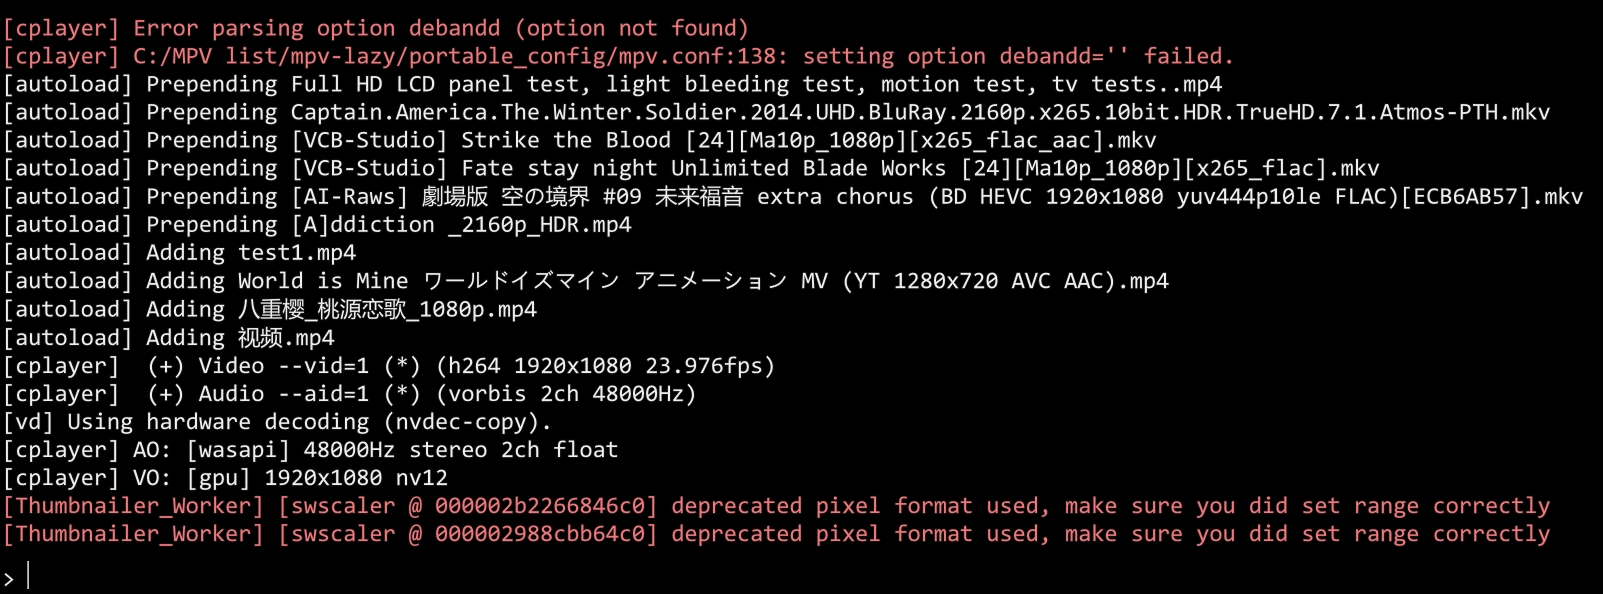 [cplayer] Error parsing option debandd (option not found)
[cplayer] C:/MPV list/mpv-lazy/portable_config/mpv.conf:138: setting option debandd='' failed.
[autoload] Prepending Full HD LCD panel test, light bleeding test, motion test, tv tests..mp4
[autoload] Prepending Captain.America.The.Winter.Soldier.2014.UHD.BluRay.2160p.x265.10bit.HDR.TrueHD.7.1.Atmos-PTH.mkv
[autoload] Prepending [VCB-Studio] Strike the Blood [24][Ma10p_1080p][x265_flac_aac].mkv
[autoload] Prepending [VCB-Studio] Fate stay night Unlimited Blade Works [24][Ma10p_1080p][x265_flac].mkv
[autoload] Prepending [AI-Raws] 劇場版 空の境界 #09 未来福音 extra chorus (BD HEVC 1920x1080 yuv444p10le FLAC)[ECB6AB57].mkv
[autoload] Prepending [A]ddiction _2160p_HDR.mp4
[autoload] Adding test1.mp4
[autoload] Adding World is Mine ワールドイズマイン アニメーション MV (YT 1280x720 AVC AAC).mp4
[autoload] Adding 八重樱_桃源恋歌_1080p.mp4
[autoload] Adding 视频.mp4
[cplayer]  (+) Video --vid=1 (*) (h264 1920x1080 23.976fps)
[cplayer]  (+) Audio --aid=1 (*) (vorbis 2ch 48000Hz)
[vd] Using hardware decoding (nvdec-copy).
[cplayer] AO: [wasapi] 48000Hz stereo 2ch float
[cplayer] VO: [gpu] 1920x1080 nv12
[Thumbnailer_Worker] [swscaler @ 000002b2266846c0] deprecated pixel format used, make sure you did set range correctly
[Thumbnailer_Worker] [swscaler @ 000002988cbb64c0] deprecated pixel format used, make sure you did set range correctly
>